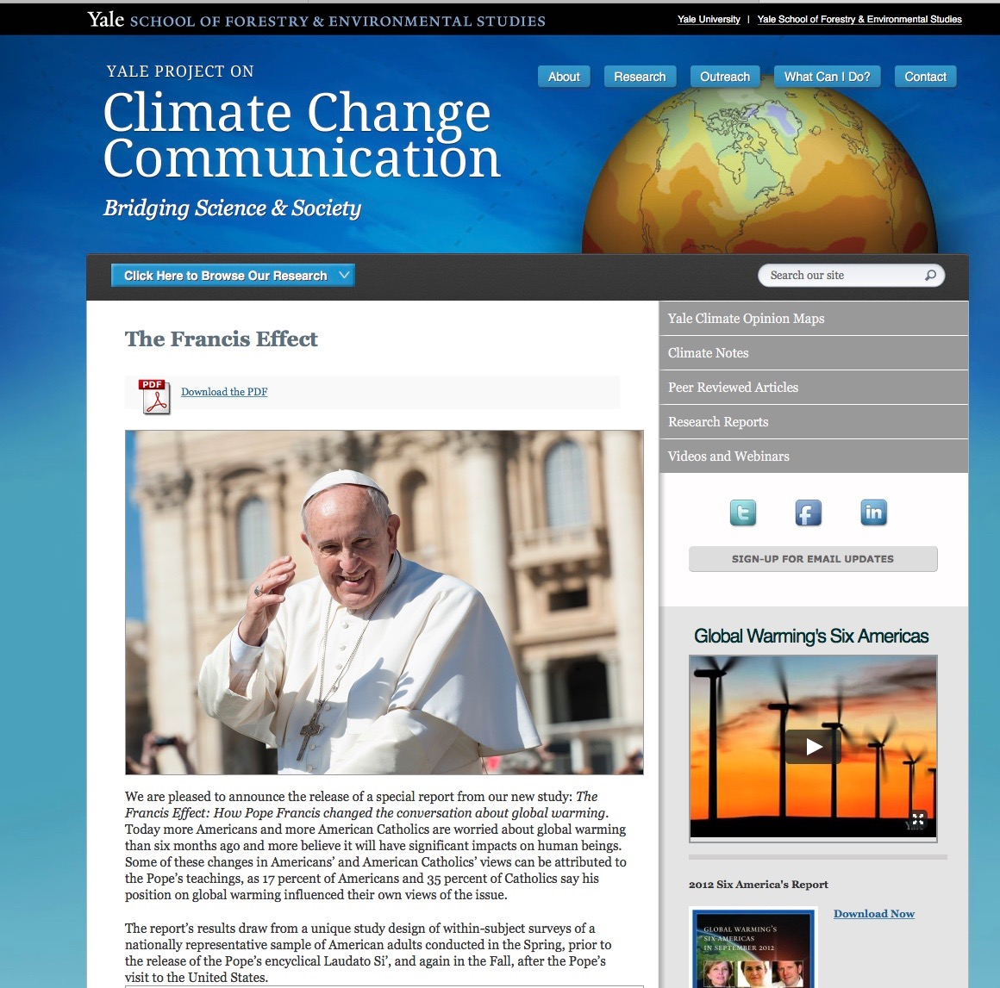 Yale SCHOOL OF FORESTRY & ENVIRONMENTAL STUDIES
Yale University | Yale School of Forestry & Environmental Studies
YALE PROJECT ON
Climate Change
Communication
Bridging Science & Society
About
Research
Outreach
What Can I Do?
Contact
Click Here to Browse Our Research
Search our site
The Francis Effect
PDF
Download the PDF
We are pleased to announce the release of a special report from our new study: The
Francis Effect: How Pope Francis changed the conversation about global warming.
Today more Americans and more American Catholics are worried about global warming
than six months ago and more believe it will have significant impacts on human beings.
Some of these changes in Americans’ and American Catholics’ views can be attributed to
the Pope’s teachings, as 17 percent of Americans and 35 percent of Catholics say his
position on global warming influenced their own views of the issue.
The report’s results draw from a unique study design of within-subject surveys of a
nationally representative sample of American adults conducted in the Spring, prior to
the release of the Pope’s encyclical Laudato Si’, and again in the Fall, after the Pope’s
visit to the United States.
Yale Climate Opinion Maps
Climate Notes
Peer Reviewed Articles
Research Reports
Videos and Webinars
t
f
in
SIGN-UP FOR EMAIL UPDATES
Global Warming's Six Americas
2012 Six America's Report
Download Now
GLOBAL WARMING'S
SIX AMERICAS
IN SEPTEMBER 2012